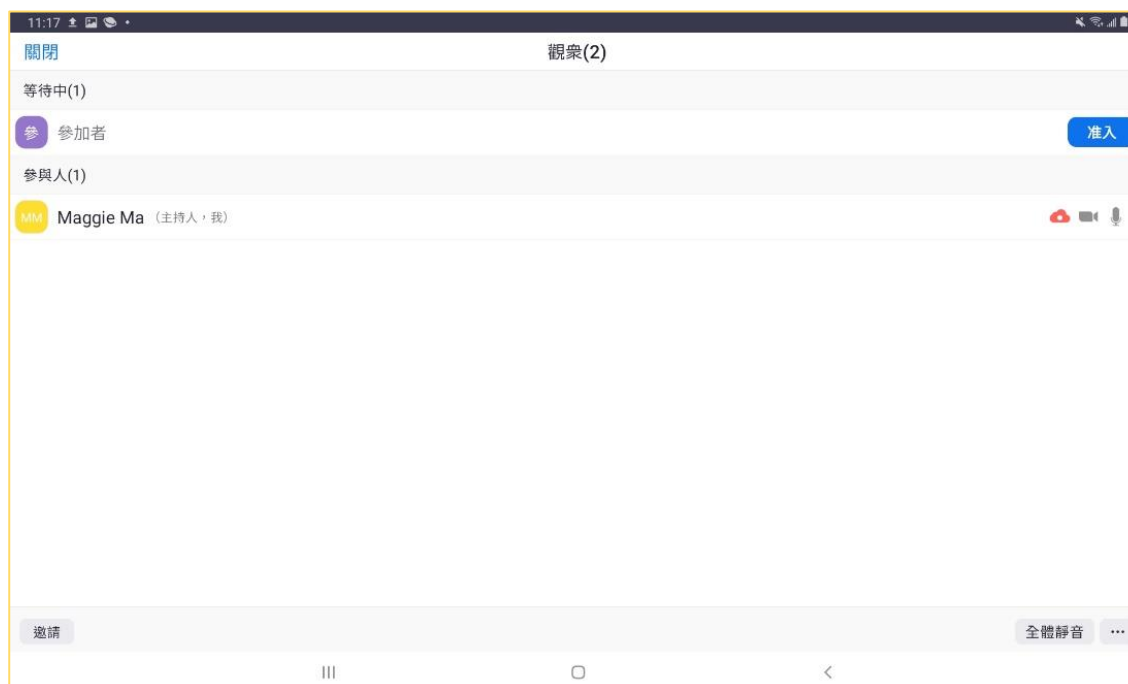 11:17
關閉
觀衆(2)
等待中(1)
參 參加者
准入
參與人(1)
MM Maggie Ma (主持人，我)
邀請
全體靜音 ···